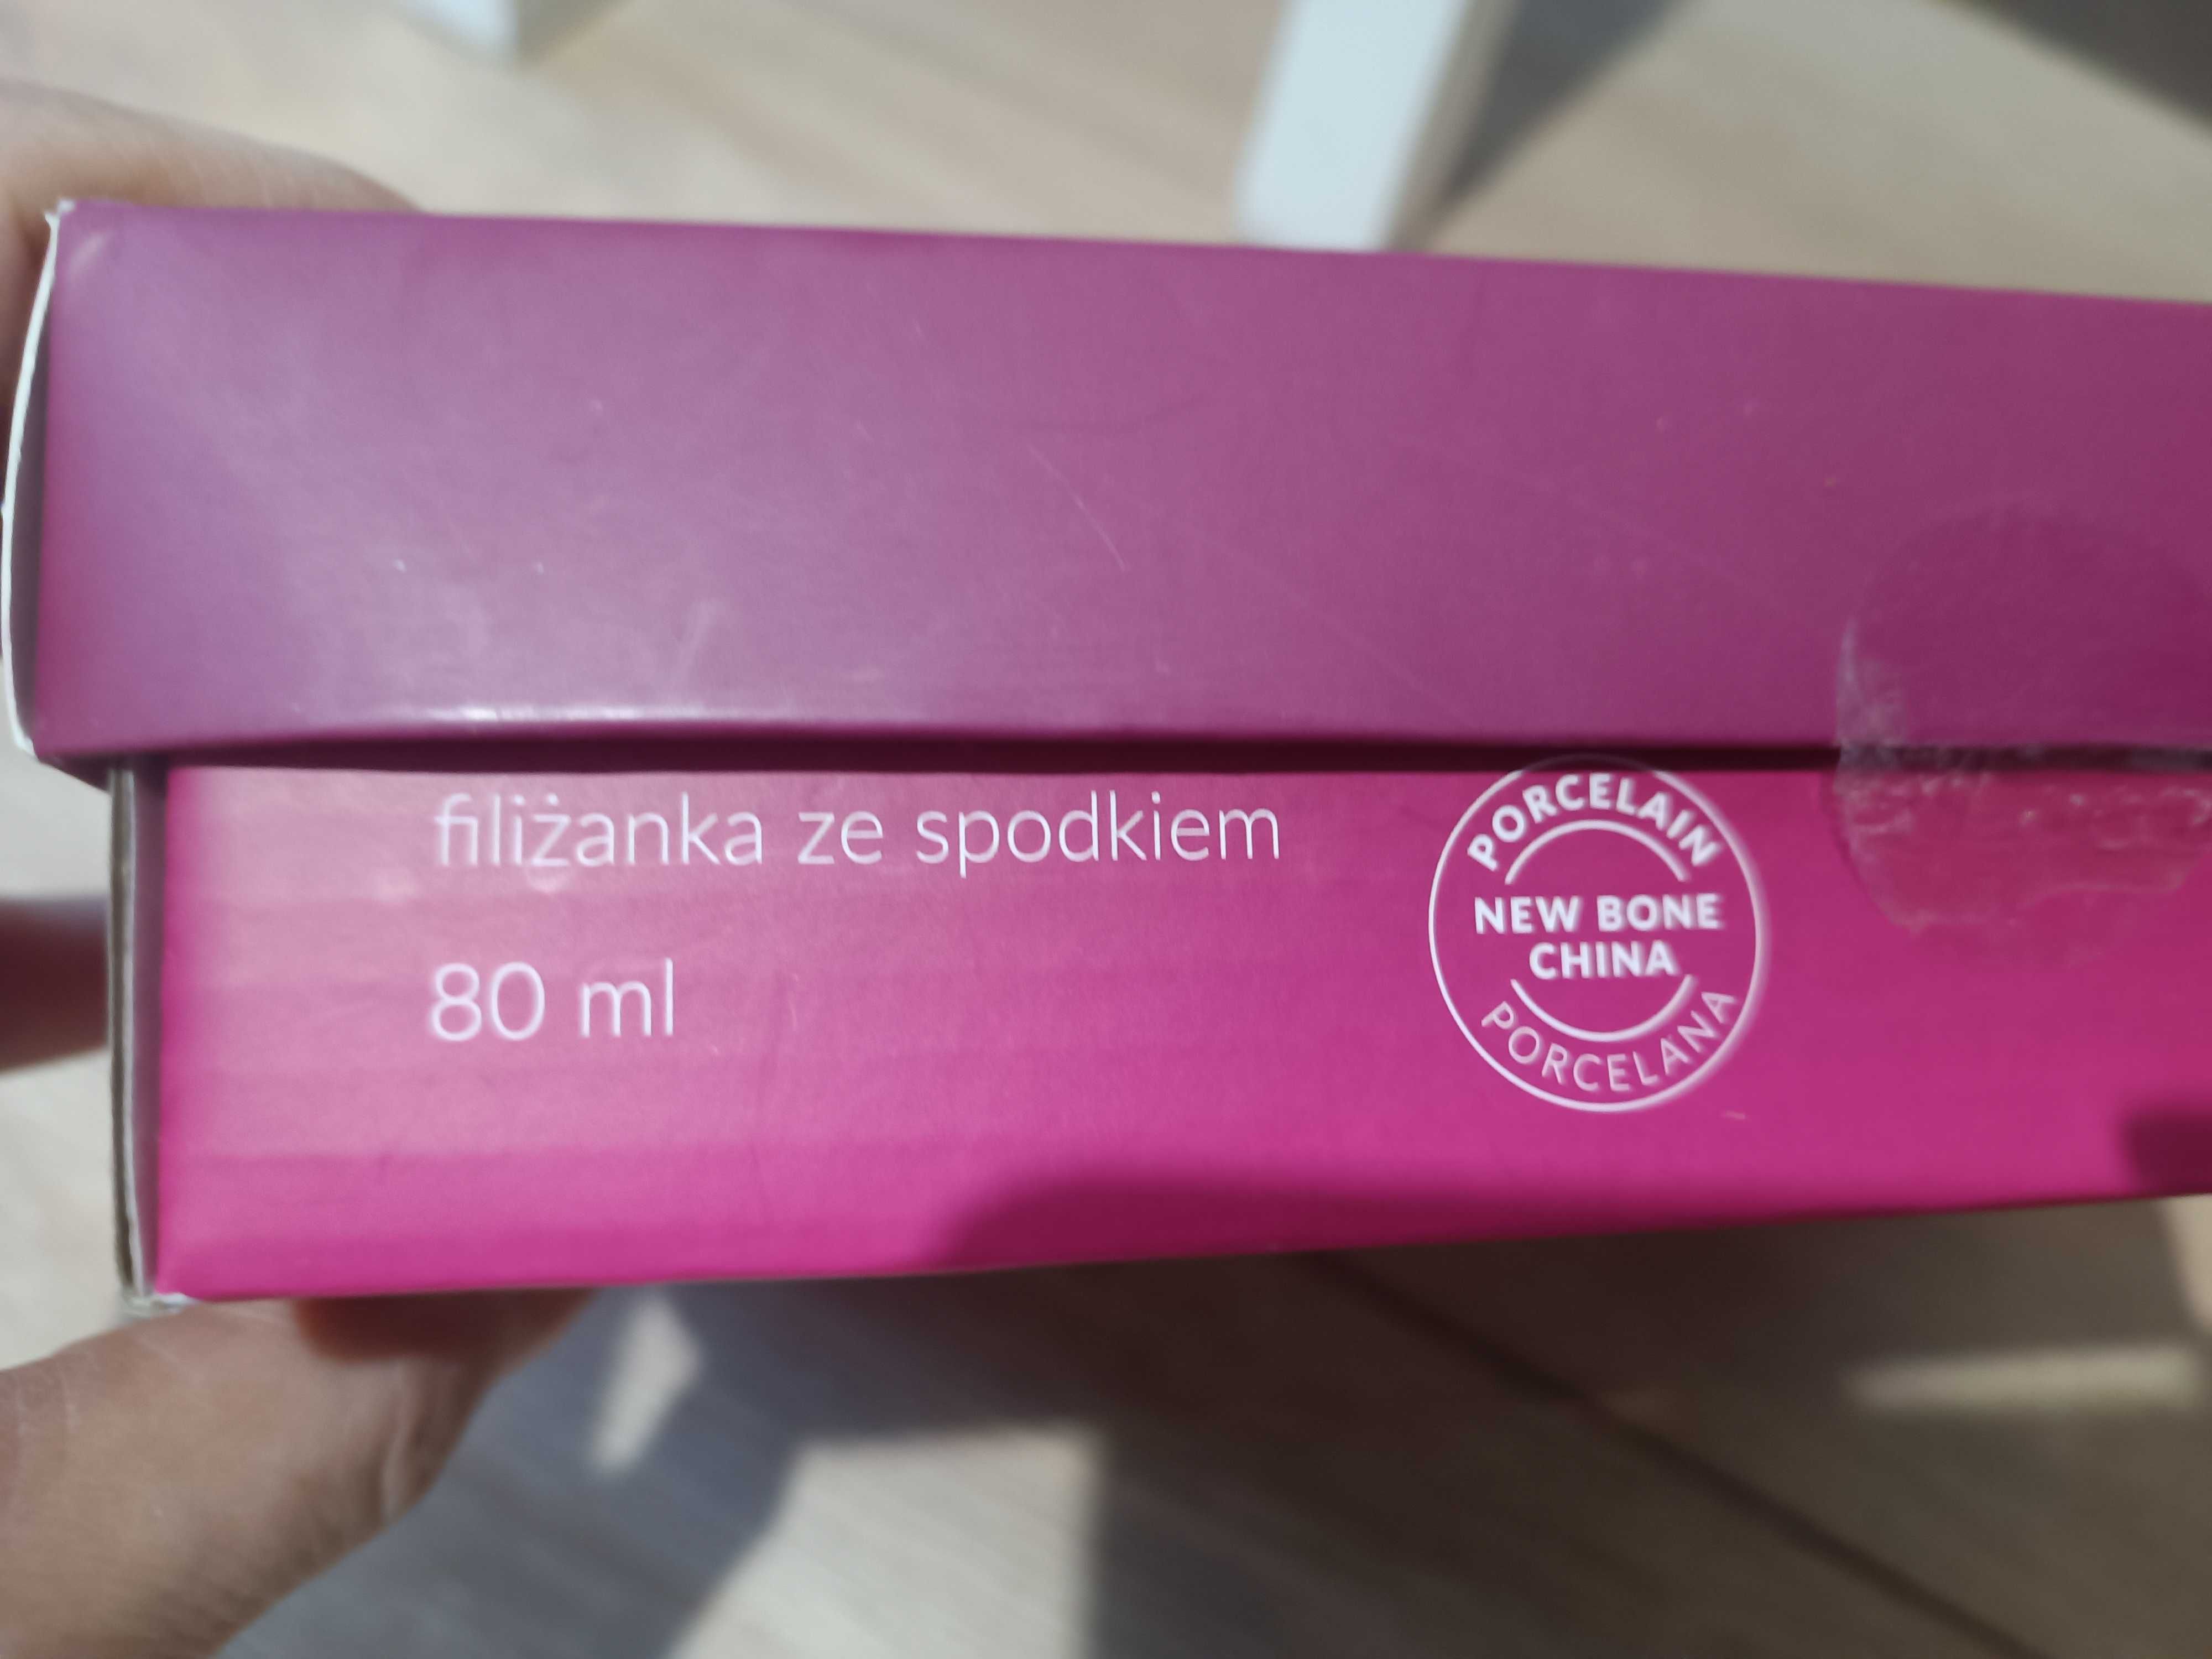 filiżanka ze spodkiem
80 ml
PORCELAIN
NEW BONE
CHINA
PORCELANA